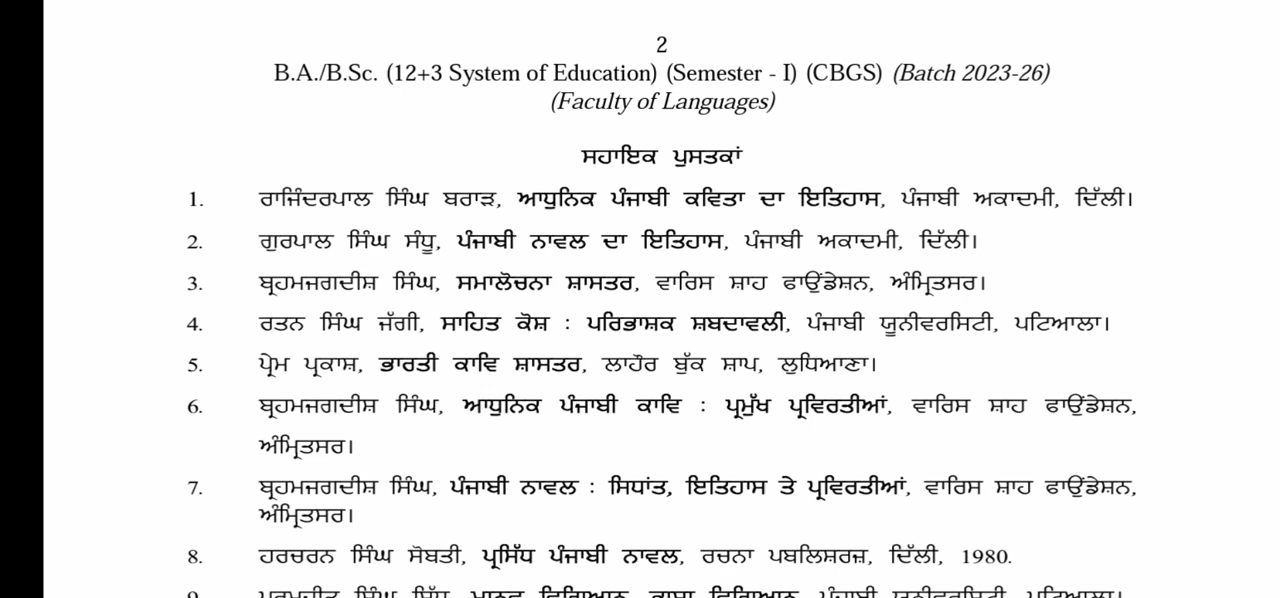 2
B.A./B.Sc. (12+3 System of Education) (Semester - I) (CBGS) (Batch 2023-26)
(Faculty of Languages)
ਸਹਾਇਕ ਪੁਸਤਕਾਂ
1. ਰਾਜਿੰਦਰਪਾਲ ਸਿੰਘ ਬਰਾੜ, ਆਧੁਨਿਕ ਪੰਜਾਬੀ ਕਵਿਤਾ ਦਾ ਇਤਿਹਾਸ, ਪੰਜਾਬੀ ਅਕਾਦਮੀ, ਦਿੱਲੀ।
2. ਗੁਰਪਾਲ ਸਿੰਘ ਸੰਧੂ, ਪੰਜਾਬੀ ਨਾਵਲ ਦਾ ਇਤਿਹਾਸ, ਪੰਜਾਬੀ ਅਕਾਦਮੀ, ਦਿੱਲੀ।
3. ਬ੍ਰਹਮਜਗਦੀਸ਼ ਸਿੰਘ, ਸਮਾਲੋਚਨਾ ਸ਼ਾਸਤਰ, ਵਾਰਿਸ ਸ਼ਾਹ ਫਾਉਂਡੇਸ਼ਨ, ਅੰਮ੍ਰਿਤਸਰ।
4. ਰਤਨ ਸਿੰਘ ਜੱਗੀ, ਸਾਹਿਤ ਕੋਸ਼ : ਪਰਿਭਾਸ਼ਕ ਸ਼ਬਦਾਵਲੀ, ਪੰਜਾਬੀ ਯੂਨੀਵਰਸਿਟੀ, ਪਟਿਆਲਾ।
5. ਪ੍ਰੇਮ ਪ੍ਰਕਾਸ਼, ਭਾਰਤੀ ਕਾਵਿ ਸ਼ਾਸਤਰ, ਲਾਹੌਰ ਬੁੱਕ ਸ਼ਾਪ, ਲੁਧਿਆਣਾ।
6. ਬ੍ਰਹਮਜਗਦੀਸ਼ ਸਿੰਘ, ਆਧੁਨਿਕ ਪੰਜਾਬੀ ਕਾਵਿ : ਪ੍ਰਮੁੱਖ ਪ੍ਰਵਿਰਤੀਆਂ, ਵਾਰਿਸ ਸ਼ਾਹ ਫਾਉਂਡੇਸ਼ਨ,
ਅੰਮ੍ਰਿਤਸਰ।
7. ਬ੍ਰਹਮਜਗਦੀਸ਼ ਸਿੰਘ, ਪੰਜਾਬੀ ਨਾਵਲ : ਸਿਧਾਂਤ, ਇਤਿਹਾਸ ਤੇ ਪ੍ਰਵਿਰਤੀਆਂ, ਵਾਰਿਸ ਸ਼ਾਹ ਫਾਉਂਡੇਸ਼ਨ,
ਅੰਮ੍ਰਿਤਸਰ।
8. ਹਰਚਰਨ ਸਿੰਘ ਸੋਬਤੀ, ਪ੍ਰਸਿੱਧ ਪੰਜਾਬੀ ਨਾਵਲ, ਰਚਨਾ ਪਬਲਿਸ਼ਰਜ਼, ਦਿੱਲੀ, 1980.